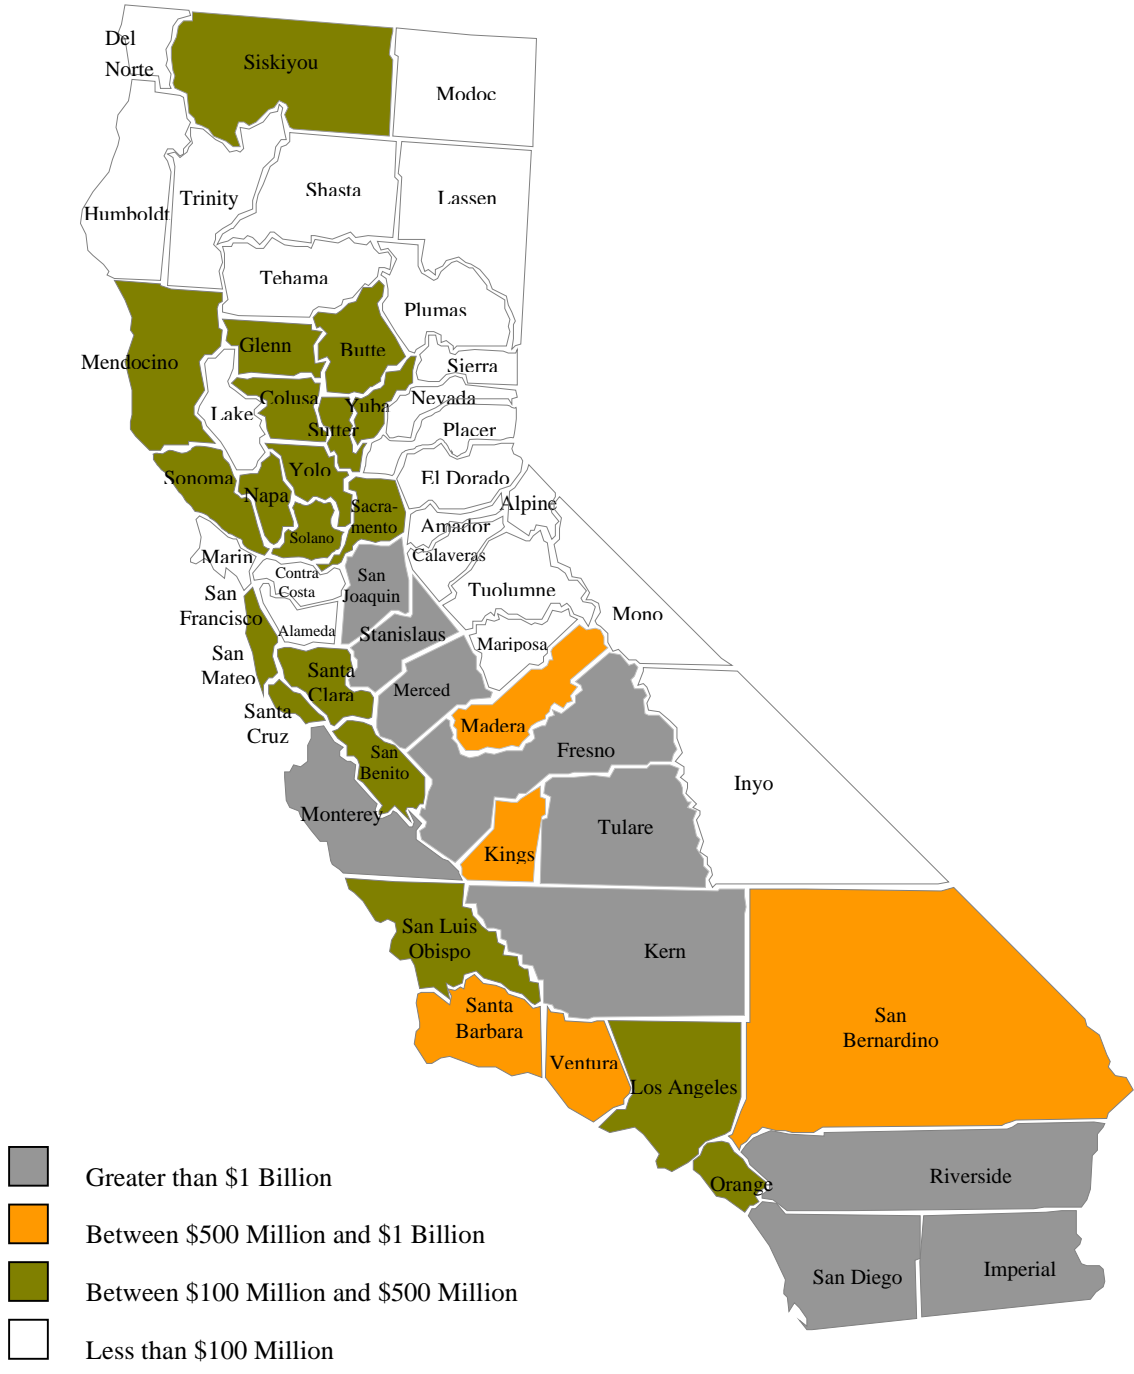 Del
Norte
Siskiyou
Modoc
Humboldt
Trinity
Shasta
Lassen
Tehama
Plumas
Mendocino
Glenn
Butte
Sierra
Lake
Colusa
Yuba
Nevada
Sutter
Placer
Sonoma
Napa
Yolo
El Dorado
Sacra-
mento
Alpine
Amador
Solano
Marin
Calaveras
Contra
Costa
San
Joaquin
Tuolumne
Mono
San
Francisco
Alameda
Stanislaus
Mariposa
San
Mateo
Santa
Clara
Merced
Santa
Cruz
Madera
San
Benito
Fresno
Inyo
Monterey
Kings
Tulare
San Luis
Obispo
Kern
Santa
Barbara
San
Bernardino
Ventura
Los Angeles
Orange
Riverside
San Diego
Imperial
Greater than $1 Billion
Between $500 Million and $1 Billion
Between $100 Million and $500 Million
Less than $100 Million